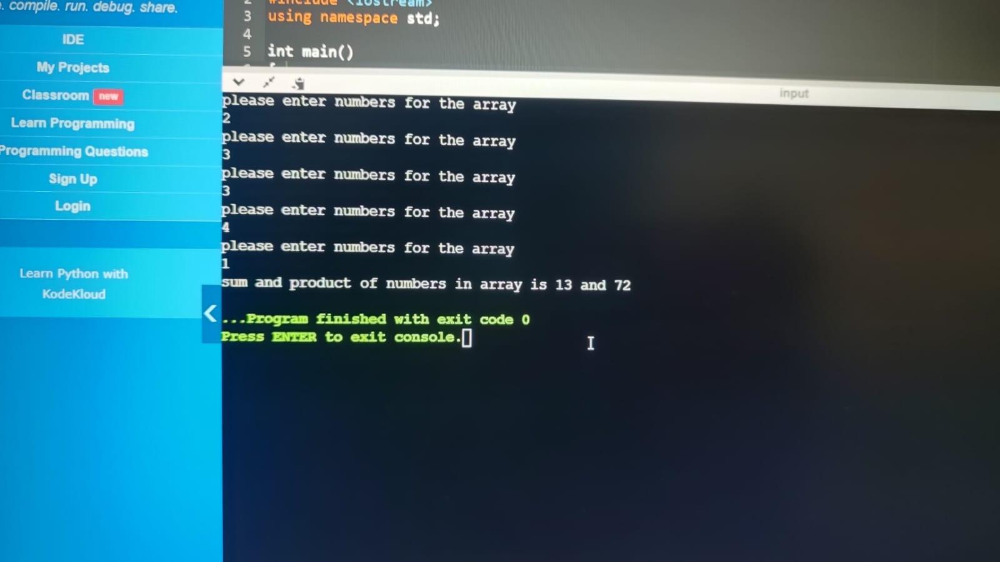 . compile. run. debug. share.
IDE
My Projects
Classroom new
Learn Programming
Programming Questions
Sign Up
Login
Learn Python with
KodeKloud
2 #include <iostream>
3 using namespace std;
4
5 int main()
input
please enter numbers for the array
2
please enter numbers for the array
3
please enter numbers for the array
3
please enter numbers for the array
4
please enter numbers for the array
1
sum and product of numbers in array is 13 and 72
...Program finished with exit code 0
Press ENTER to exit console.